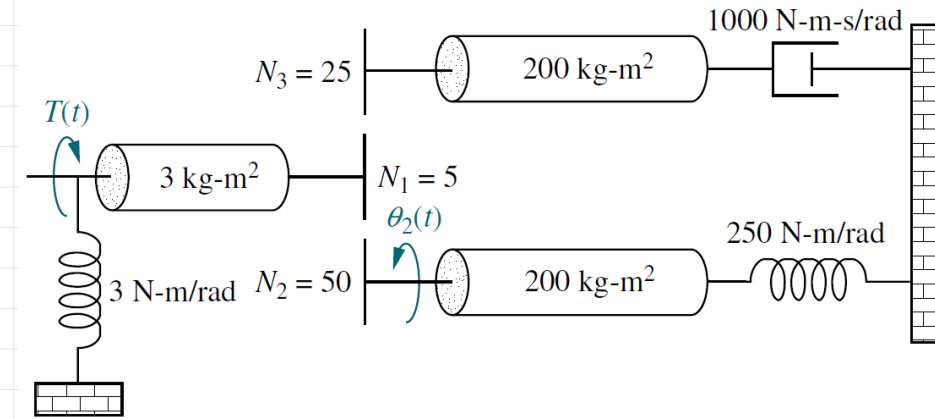 1000 N-m-s/rad
N₃ = 25
200 kg-m²
T(t)
3 kg-m²
N₁ = 5
θ₂(t)
250 N-m/rad
3 N-m/rad
N₂ = 50
200 kg-m²